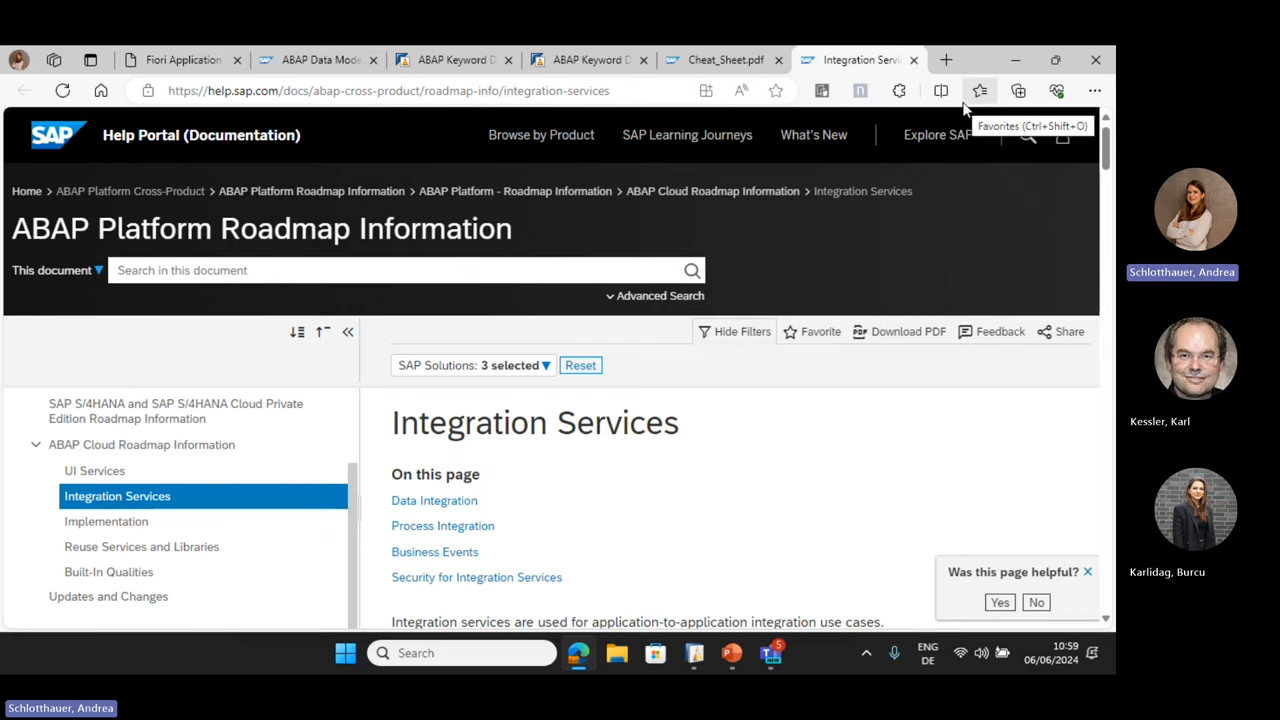 Fiori Application
ABAP Data Mode
ABAP Keyword D
ABAP Keyword D
Cheat_Sheet.pdf
Integration Servi
https://help.sap.com/docs/abap-cross-product/roadmap-info/integration-services
Favorites (Ctrl+Shift+O)
SAP
Help Portal (Documentation)
Browse by Product
SAP Learning Journeys
What's New
Explore SAP
Home > ABAP Platform Cross-Product > ABAP Platform Roadmap Information > ABAP Platform - Roadmap Information > ABAP Cloud Roadmap Information > Integration Services
ABAP Platform Roadmap Information
This document
Search in this document
Advanced Search
Hide Filters
Favorite
Download PDF
Feedback
Share
SAP Solutions: 3 selected
Reset
SAP S/4HANA and SAP S/4HANA Cloud Private
Edition Roadmap Information
ABAP Cloud Roadmap Information
UI Services
Integration Services
Implementation
Reuse Services and Libraries
Built-In Qualities
Updates and Changes
Integration Services
On this page
Data Integration
Process Integration
Business Events
Security for Integration Services
Integration services are used for application-to-application integration use cases.
Was this page helpful?
Yes
No
Search
5
ENG
DE
10:59
06/06/2024
Schlotthauer, Andrea
Kessler, Karl
Karlidag, Burcu
Schlotthauer, Andrea